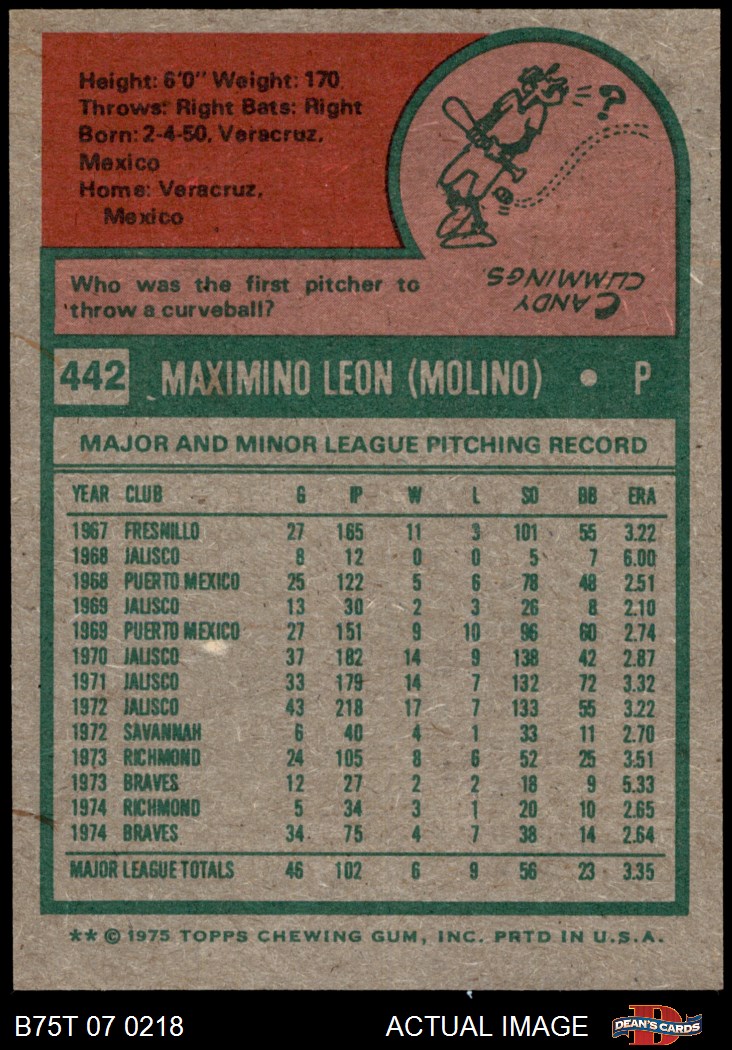 Height: 6'0" Weight: 170
Throws: Right Bats: Right
Born: 2-4-50, Veracruz,
Mexico
Home: Veracruz,
Mexico
?
Who was the first pitcher to
throw a curveball?
CANDY
CUMMINGS
442 MAXIMINO LEON (MOLINO) • P
MAJOR AND MINOR LEAGUE PITCHING RECORD
YEAR CLUB G IP W L SO BB ERA
1967 FRESNILLO 27 165 11 3 101 55 3.22
1968 JALISCO 8 12 0 0 5 7 6.00
1968 PUERTO MEXICO 25 122 5 6 78 48 2.51
1969 JALISCO 13 30 2 3 26 8 2.10
1969 PUERTO MEXICO 27 151 9 10 96 60 2.74
1970 JALISCO 37 182 14 9 138 42 2.87
1971 JALISCO 33 179 14 7 132 72 3.32
1972 JALISCO 43 218 17 7 133 55 3.22
1972 SAVANNAH 6 40 4 1 33 11 2.70
1973 RICHMOND 24 105 8 6 52 25 3.51
1973 BRAVES 12 27 2 2 18 9 5.33
1974 RICHMOND 5 34 3 1 20 10 2.65
1974 BRAVES 34 75 4 7 38 14 2.64
MAJOR LEAGUE TOTALS 46 102 6 9 56 23 3.35
** © 1975 TOPPS CHEWING GUM, INC. PRTD IN U.S.A.
B75T 07 0218 ACTUAL IMAGE D DEAN'S CARDS